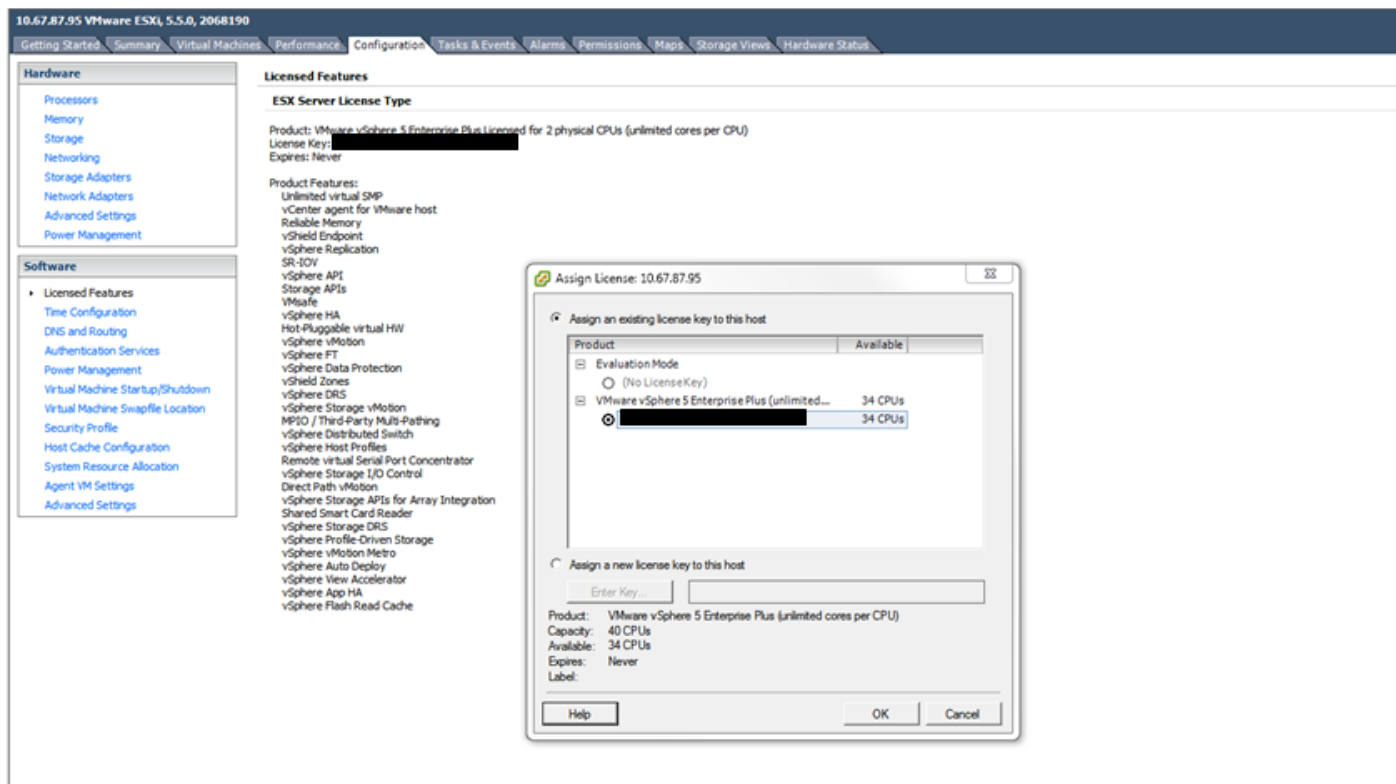 10.67.87.95 VMware ESXi, 5.5.0, 2068190
Getting Started Summary Virtual Machines Performance Configuration Tasks & Events Alarms Permissions Maps Storage Views Hardware Status
Hardware
Processors
Memory
Storage
Networking
Storage Adapters
Network Adapters
Advanced Settings
Power Management
Software
Licensed Features
Time Configuration
DNS and Routing
Authentication Services
Power Management
Virtual Machine Startup/Shutdown
Virtual Machine Swapfile Location
Security Profile
Host Cache Configuration
System Resource Allocation
Agent VM Settings
Advanced Settings
Licensed Features
ESX Server License Type
Product: VMware vSphere 5 Enterprise Plus Licensed for 2 physical CPUs (unlimited cores per CPU)
License Key:
Expires: Never
Product Features:
Unlimited virtual SMP
vCenter agent for VMware host
Reliable Memory
vShield Endpoint
vSphere Replication
SR-IOV
vSphere API
Storage APIs
VMsafe
vSphere HA
Hot-Pluggable virtual HW
vSphere vMotion
vSphere FT
vSphere Data Protection
vShield Zones
vSphere DRS
vSphere Storage vMotion
MPIO / Third-Party Multi-Pathing
vSphere Distributed Switch
vSphere Host Profiles
Remote virtual Serial Port Concentrator
vSphere Storage I/O Control
Direct Path vMotion
vSphere Storage APIs for Array Integration
Shared Smart Card Reader
vSphere Storage DRS
vSphere Profile-Driven Storage
vSphere vMotion Metro
vSphere Auto Deploy
vSphere View Accelerator
vSphere App HA
vSphere Flash Read Cache
Assign License: 10.67.87.95
Assign an existing license key to this host
Product Available
Evaluation Mode
(No License Key)
VMware vSphere 5 Enterprise Plus (unlimited... 34 CPUs
34 CPUs
Assign a new license key to this host
Enter Key...
Product: VMware vSphere 5 Enterprise Plus (unlimited cores per CPU)
Capacity: 40 CPUs
Available: 34 CPUs
Expires: Never
Label:
Help OK Cancel